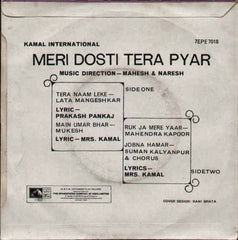 7EPE 7018
KAMAL INTERNATIONAL
MERI DOSTI TERA PYAR
MUSIC DIRECTION — MAHESH & NARESH
SIDE ONE
TERA NAAM LEKE —
LATA MANGESHKAR
LYRIC —
PRAKASH PANKAJ
MAIN UMAR BHAR —
MUKESH
LYRIC — MRS. KAMAL
RUK JA MERE YAAR —
MAHENDRA KAPOOR
JOBNA HAMAR —
SUMAN KALYANPUR
& CHORUS
LYRICS —
MRS. KAMAL
SIDE TWO
COVER DESIGN: RABI BRATA